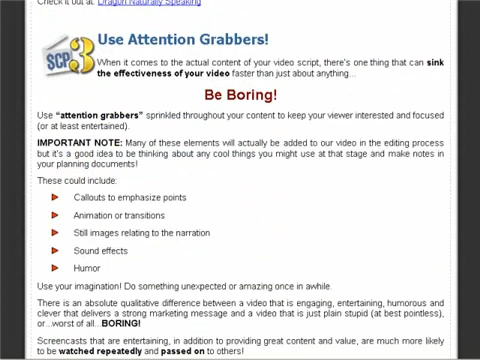 Check it out at: Dragon Naturally Speaking
SCP 3
Use Attention Grabbers!
When it comes to the actual content of your video script, there's one thing that can sink
the effectiveness of your video faster than just about anything...
Be Boring!
Use “attention grabbers” sprinkled throughout your content to keep your viewer interested and focused
(or at least entertained).
IMPORTANT NOTE: Many of these elements will actually be added to our video in the editing process
but it's a good idea to be thinking about any cool things you might use at that stage and make notes in
your planning documents!
These could include:
Callouts to emphasize points
Animation or transitions
Still images relating to the narration
Sound effects
Humor
Use your imagination! Do something unexpected or amazing once in awhile.
There is an absolute qualitative difference between a video that is engaging, entertaining, humorous and
clever that delivers a strong marketing message and a video that is just plain stupid (at best pointless),
or...worst of all...BORING!
Screencasts that are entertaining, in addition to providing great content and value, are much more likely
to be watched repeatedly and passed on to others!